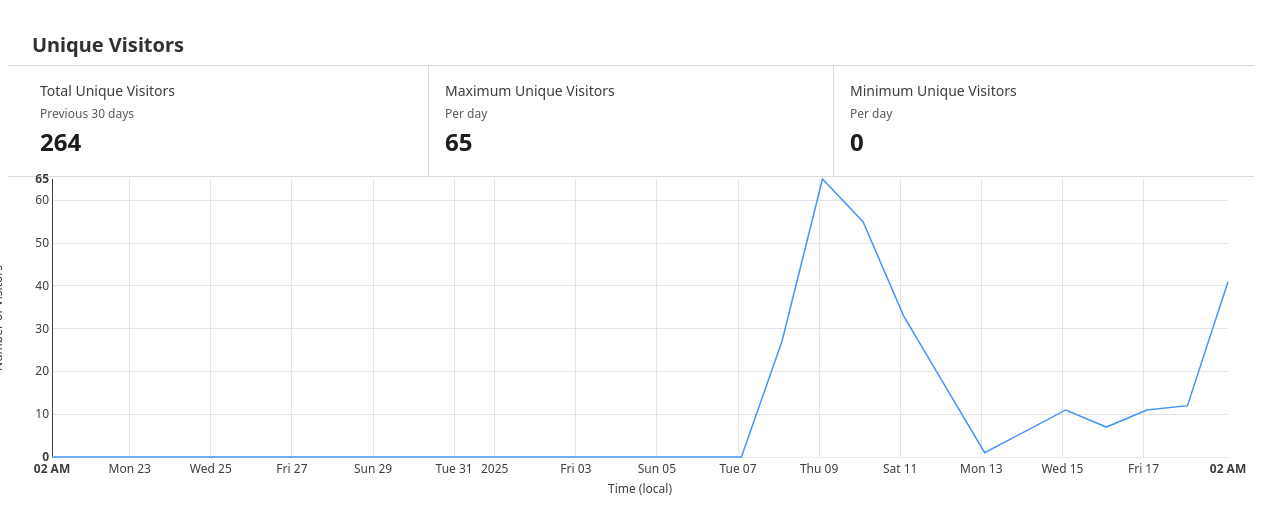 Unique Visitors
Total Unique Visitors
Previous 30 days
264
Maximum Unique Visitors
Per day
65
Minimum Unique Visitors
Per day
0
65
60
50
40
30
20
10
0
02 AM Mon 23 Wed 25 Fri 27 Sun 29 Tue 31 2025 Fri 03 Sun 05 Tue 07 Thu 09 Sat 11 Mon 13 Wed 15 Fri 17 02 AM
Time (local)